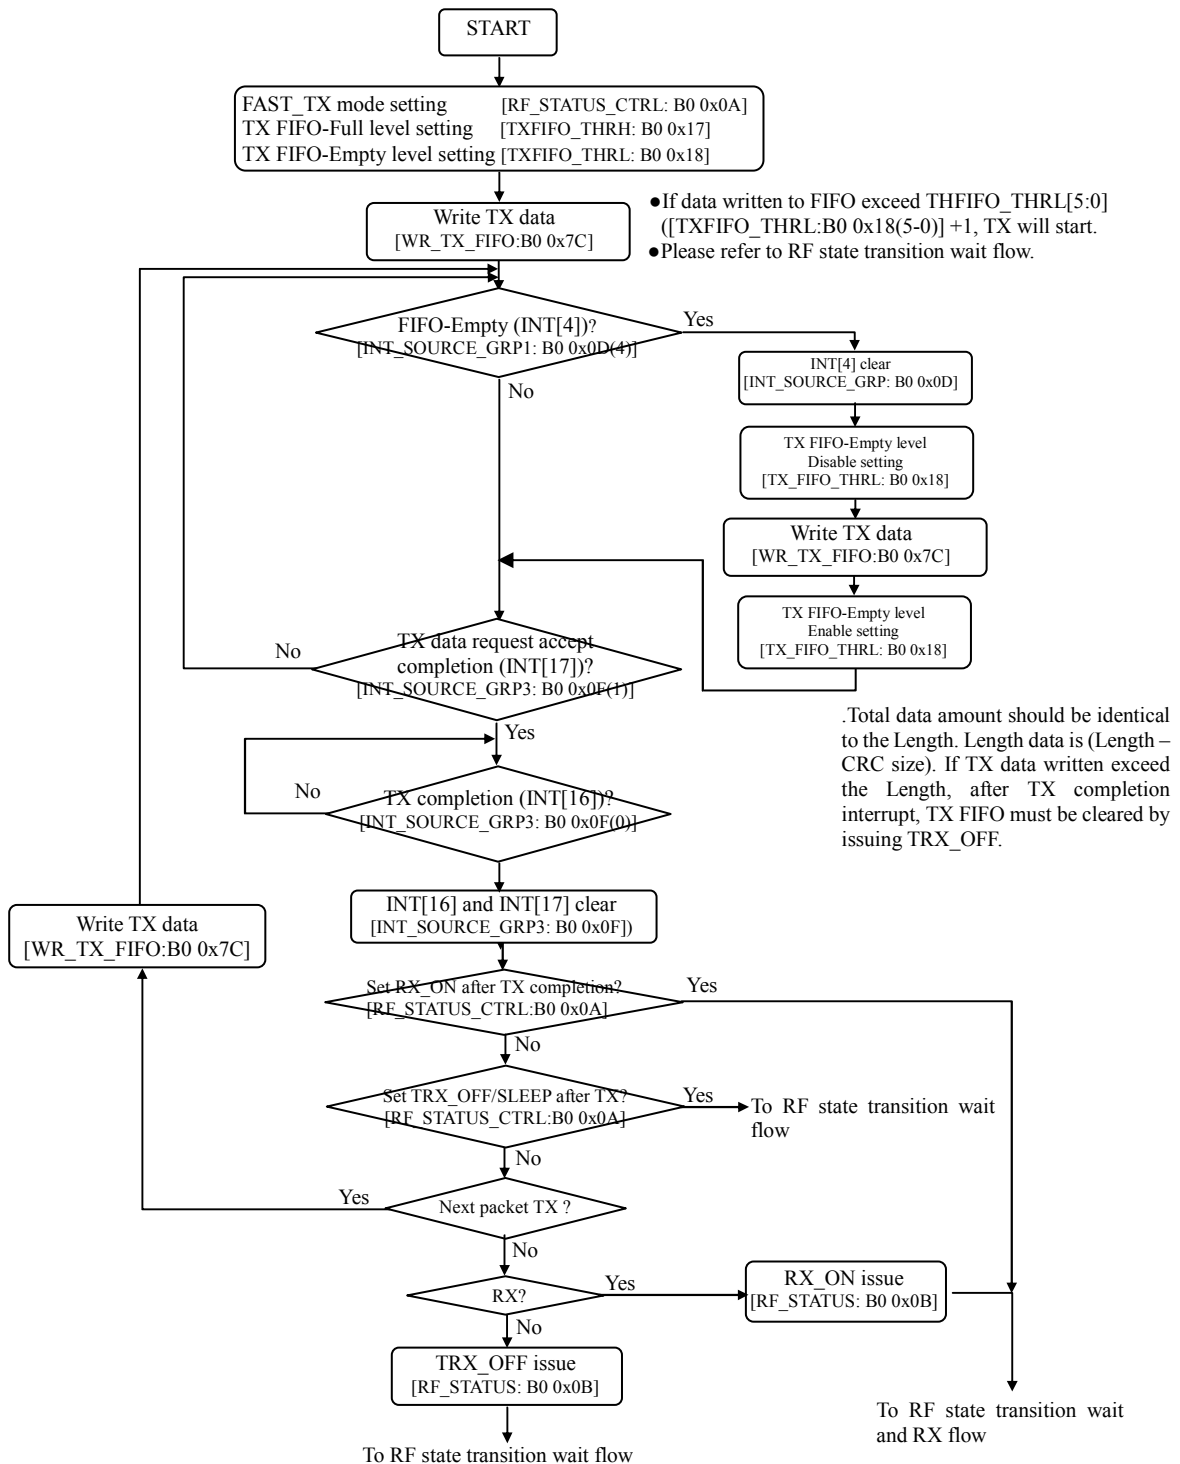 START
FAST_TX mode setting [RF_STATUS_CTRL: B0 0x0A]
TX FIFO-Full level setting [TXFIFO_THRH: B0 0x17]
TX FIFO-Empty level setting [TXFIFO_THRL: B0 0x18]
Write TX data
[WR_TX_FIFO:B0 0x7C]
●If data written to FIFO exceed THFIFO_THRL[5:0]
([TXFIFO_THRL:B0 0x18(5-0)] +1, TX will start.
●Please refer to RF state transition wait flow.
FIFO-Empty (INT[4])?
[INT_SOURCE_GRP1: B0 0x0D(4)]
Yes
No
INT[4] clear
[INT_SOURCE_GRP: B0 0x0D]
TX FIFO-Empty level
Disable setting
[TX_FIFO_THRL: B0 0x18]
Write TX data
[WR_TX_FIFO:B0 0x7C]
TX FIFO-Empty level
Enable setting
[TX_FIFO_THRL: B0 0x18]
TX data request accept
completion (INT[17])?
[INT_SOURCE_GRP3: B0 0x0F(1)]
No
Yes
.Total data amount should be identical
to the Length. Length data is (Length –
CRC size). If TX data written exceed
the Length, after TX completion
interrupt, TX FIFO must be cleared by
issuing TRX_OFF.
TX completion (INT[16])?
[INT_SOURCE_GRP3: B0 0x0F(0)]
No
INT[16] and INT[17] clear
[INT_SOURCE_GRP3: B0 0x0F])
Write TX data
[WR_TX_FIFO:B0 0x7C]
Set RX_ON after TX completion?
[RF_STATUS_CTRL:B0 0x0A]
Yes
No
Set TRX_OFF/SLEEP after TX?
[RF_STATUS_CTRL:B0 0x0A]
Yes
To RF state transition wait
flow
No
Next packet TX ?
Yes
No
RX?
Yes
RX_ON issue
[RF_STATUS: B0 0x0B]
No
TRX_OFF issue
[RF_STATUS: B0 0x0B]
To RF state transition wait
and RX flow
To RF state transition wait flow